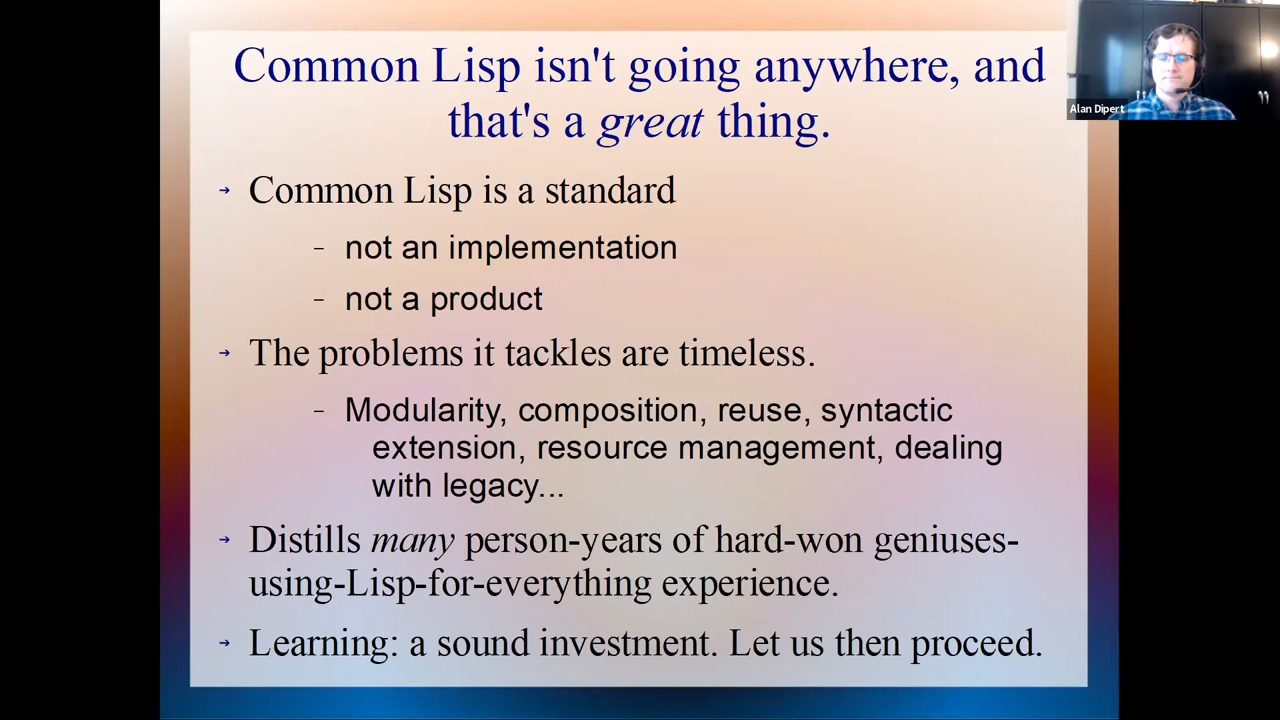 Common Lisp isn't going anywhere, and
that's a great thing.
Alan Dipert
→ Common Lisp is a standard
– not an implementation
– not a product
→ The problems it tackles are timeless.
– Modularity, composition, reuse, syntactic
extension, resource management, dealing
with legacy...
→ Distills many person-years of hard-won geniuses-
using-Lisp-for-everything experience.
→ Learning: a sound investment. Let us then proceed.